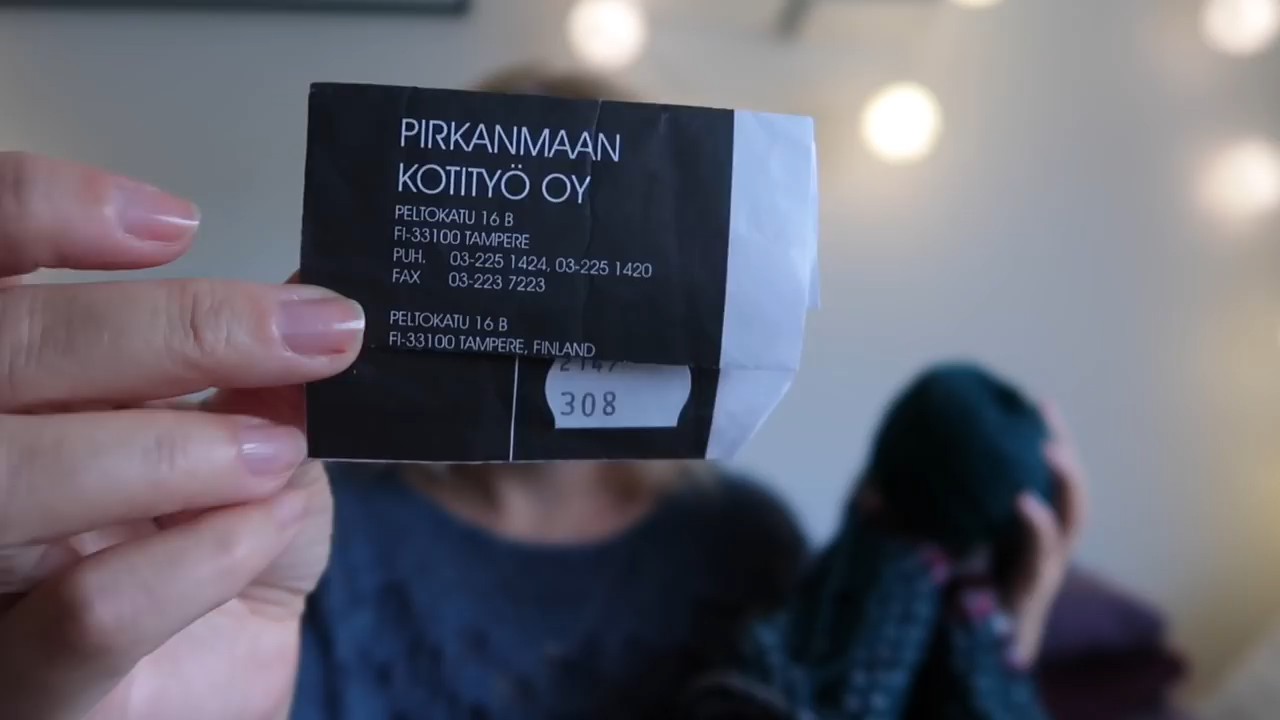 PIRKANMAAN
KOTITYÖ OY
PELTOKATU 16 B
FI-33100 TAMPERE
PUH. 03-225 1424, 03-225 1420
FAX 03-223 7223
PELTOKATU 16 B
FI-33100 TAMPERE, FINLAND
2147
308